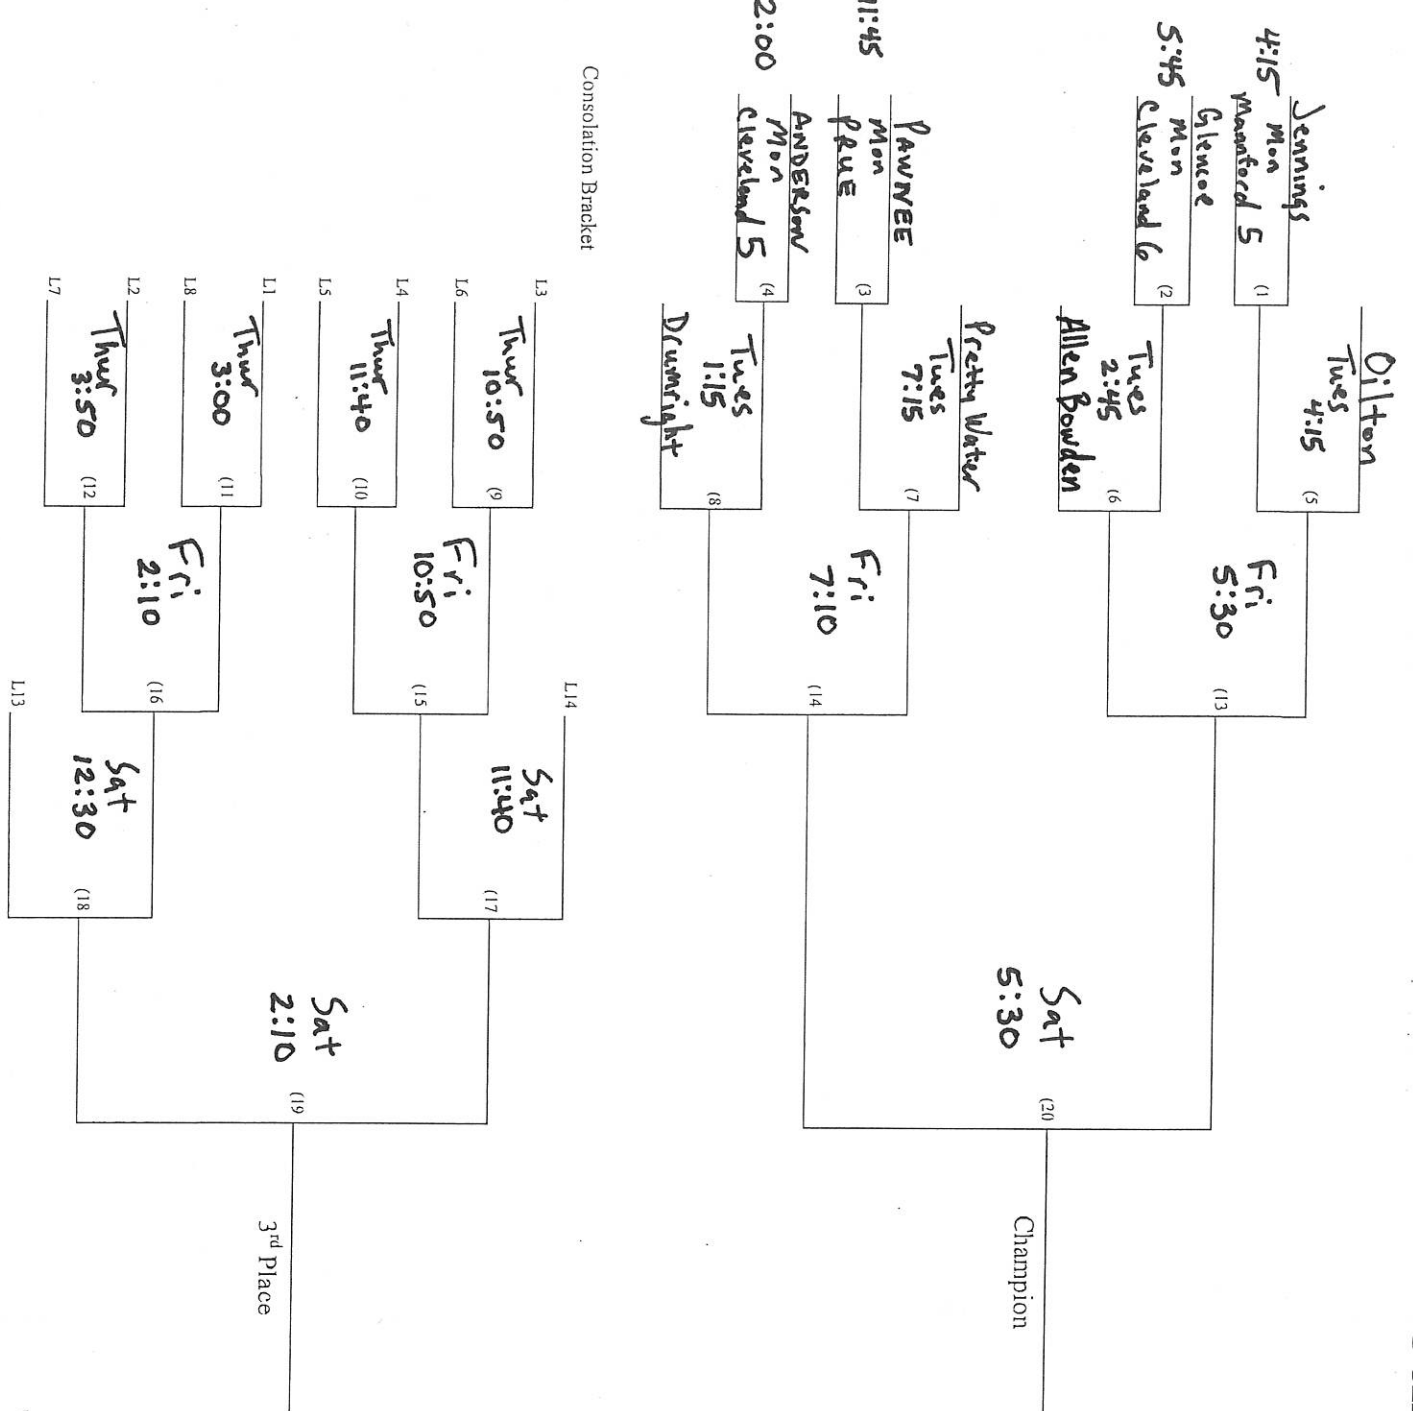 Oilton
Tues
4:15
(5
Jennings
4:15 Mon
Mannford 5
(1
Fri
5:30
(13
Glencoe
5:45 Mon
Cleveland 6
(2
Tues
2:45
(6
Allen Bowden
Sat
5:30
(20
Champion
Pretty Water
Tues
7:15
(7
PAWNEE
11:45 Mon
PRUE
(3
Fri
7:10
(14
ANDERSON
2:00 Mon
Cleveland 5
(4
Tues
1:15
(8
Drumright
Consolation Bracket
L14
Sat
11:40
(17
L3
Thur
10:50
(9
L6
Fri
10:50
(15
L4
Thur
11:40
(10
L5
Sat
2:10
(19
3rd Place
L1
Thur
3:00
(11
L8
Fri
2:10
(16
L2
Thur
3:50
(12
L7
Sat
12:30
(18
L13